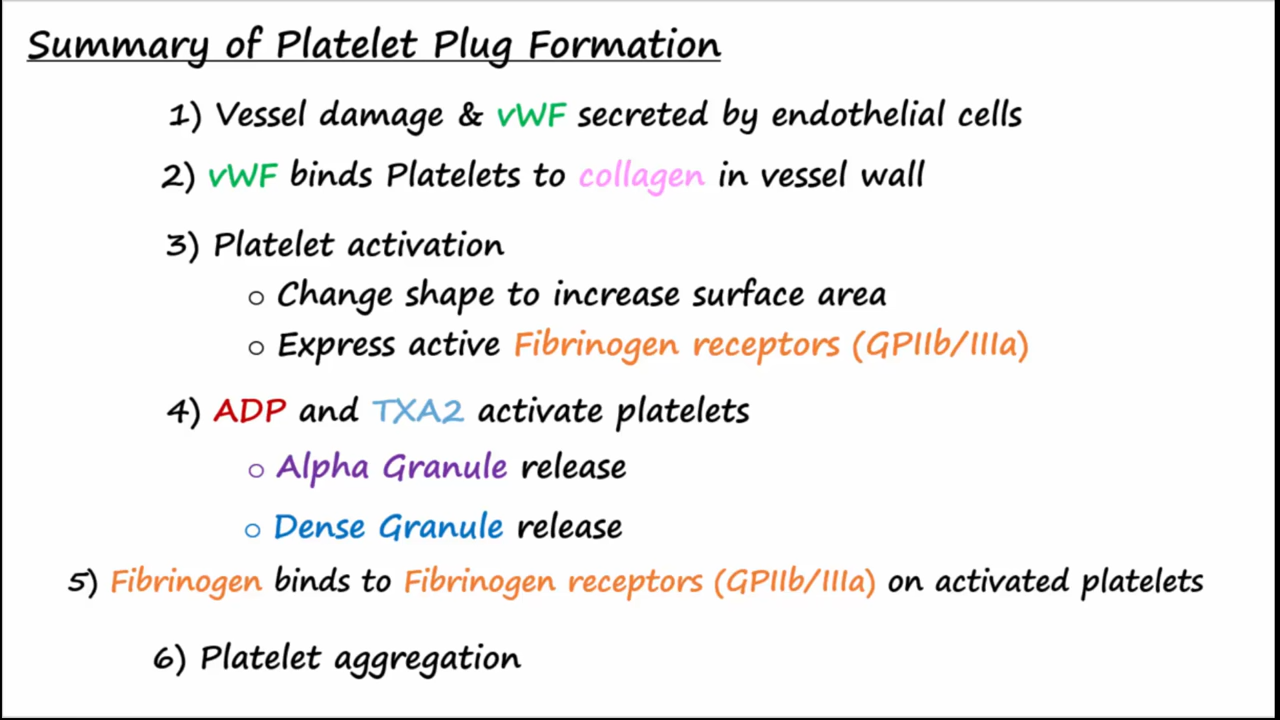 Summary of Platelet Plug Formation
1) Vessel damage & vWF secreted by endothelial cells
2) vWF binds Platelets to collagen in vessel wall
3) Platelet activation
o Change shape to increase surface area
o Express active Fibrinogen receptors (GPIIb/IIIa)
4) ADP and TXA2 activate platelets
o Alpha Granule release
o Dense Granule release
5) Fibrinogen binds to Fibrinogen receptors (GPIIb/IIIa) on activated platelets
6) Platelet aggregation